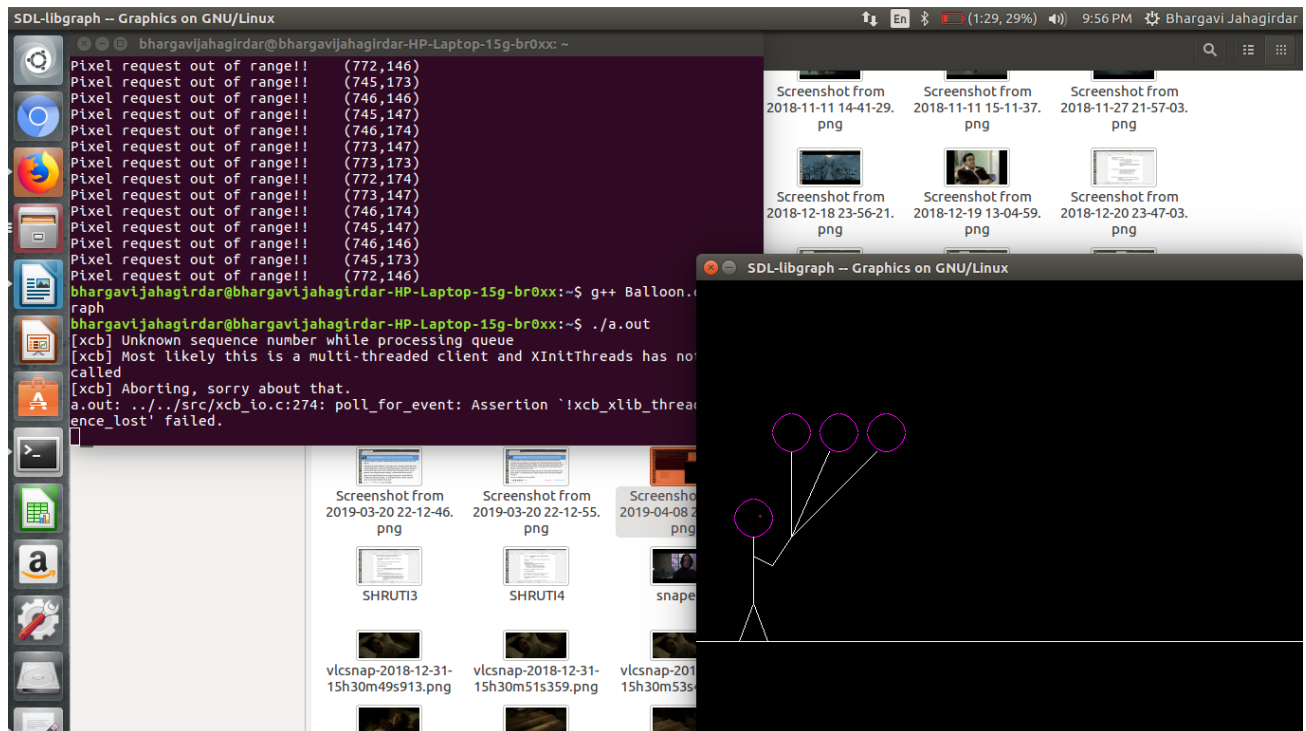 SDL-libgraph -- Graphics on GNU/Linux
En
(1:29, 29%)
9:56 PM
Bhargavi Jahagirdar
bhargavijahagirdar@bhargavijahagirdar-HP-Laptop-15g-br0xx: ~
Pixel request out of range!! (772,146)
Pixel request out of range!! (745,173)
Pixel request out of range!! (746,146)
Pixel request out of range!! (745,147)
Pixel request out of range!! (746,174)
Pixel request out of range!! (773,147)
Pixel request out of range!! (773,173)
Pixel request out of range!! (772,174)
Pixel request out of range!! (773,147)
Pixel request out of range!! (746,174)
Pixel request out of range!! (745,147)
Pixel request out of range!! (746,146)
Pixel request out of range!! (745,173)
Pixel request out of range!! (772,146)
bhargavijahagirdar@bhargavijahagirdar-HP-Laptop-15g-br0xx:~$ g++ Balloon.
raph
bhargavijahagirdar@bhargavijahagirdar-HP-Laptop-15g-br0xx:~$ ./a.out
[xcb] Unknown sequence number while processing queue
[xcb] Most likely this is a multi-threaded client and XInitThreads has no
called
[xcb] Aborting, sorry about that.
a.out: ../../src/xcb_io.c:274: poll_for_event: Assertion `!xcb_xlib_threa
ence_lost' failed.
Screenshot from
2018-11-11 14-41-29.
png
Screenshot from
2018-11-11 15-11-37.
png
Screenshot from
2018-11-27 21-57-03.
png
Screenshot from
2018-12-18 23-56-21.
png
Screenshot from
2018-12-19 13-04-59.
png
Screenshot from
2018-12-20 23-47-03.
png
SDL-libgraph -- Graphics on GNU/Linux
Screenshot from
2019-03-20 22-12-46.
png
Screenshot from
2019-03-20 22-12-55.
png
Screensho
2019-04-08 2
png
SHRUTI3
SHRUTI4
snape
vlcsnap-2018-12-31-
15h30m49s913.png
vlcsnap-2018-12-31-
15h30m51s359.png
vlcsnap-201
15h30m53s